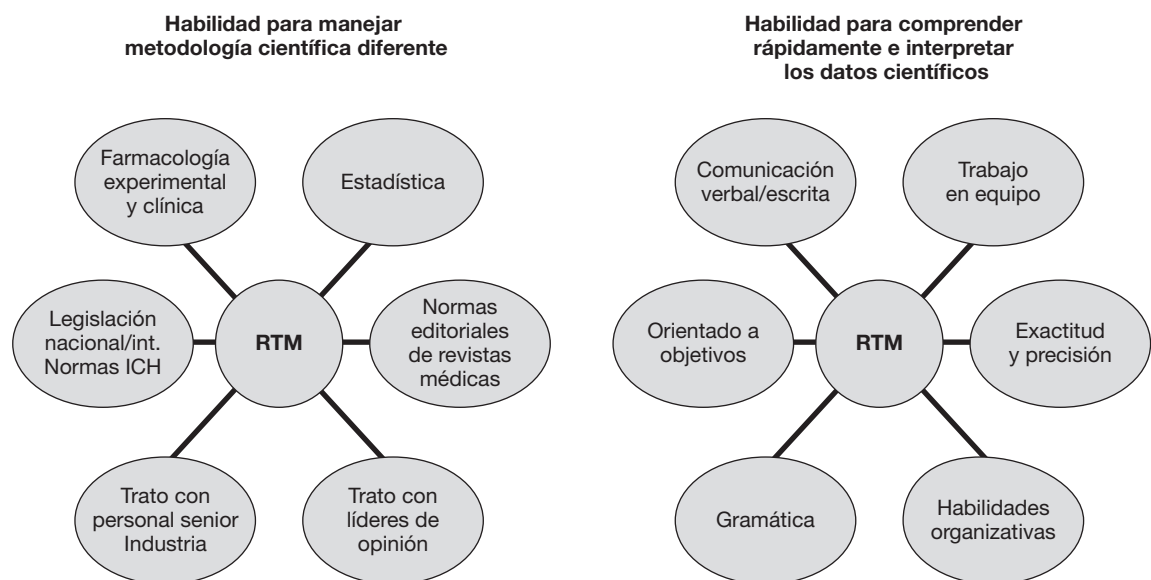 Habilidad para manejar
metodología científica diferente
Farmacología
experimental
y clínica
Estadística
Legislación
nacional/int.
Normas ICH
RTM
Normas
editoriales
de revistas
médicas
Trato con
personal senior
Industria
Trato con
líderes de
opinión
Habilidad para comprender
rápidamente e interpretar
los datos científicos
Comunicación
verbal/escrita
Trabajo
en equipo
Orientado a
objetivos
RTM
Exactitud
y precisión
Gramática
Habilidades
organizativas